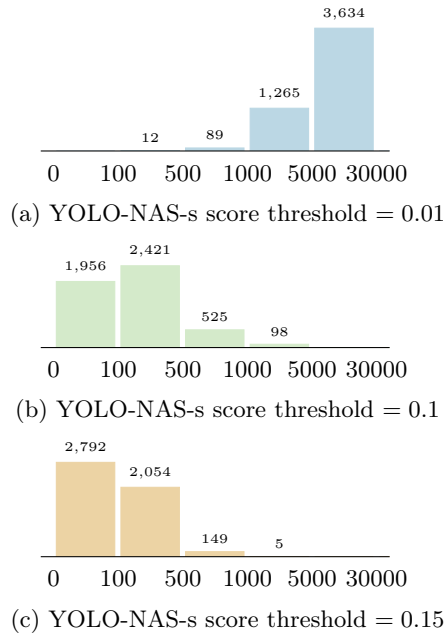 3,634
1,265
12 89
0 100 500 1000 5000 30000
(a) YOLO-NAS-s score threshold = 0.01
2,421
1,956
525
98
0 100 500 1000 5000 30000
(b) YOLO-NAS-s score threshold = 0.1
2,792
2,054
149
5
0 100 500 1000 5000 30000
(c) YOLO-NAS-s score threshold = 0.15